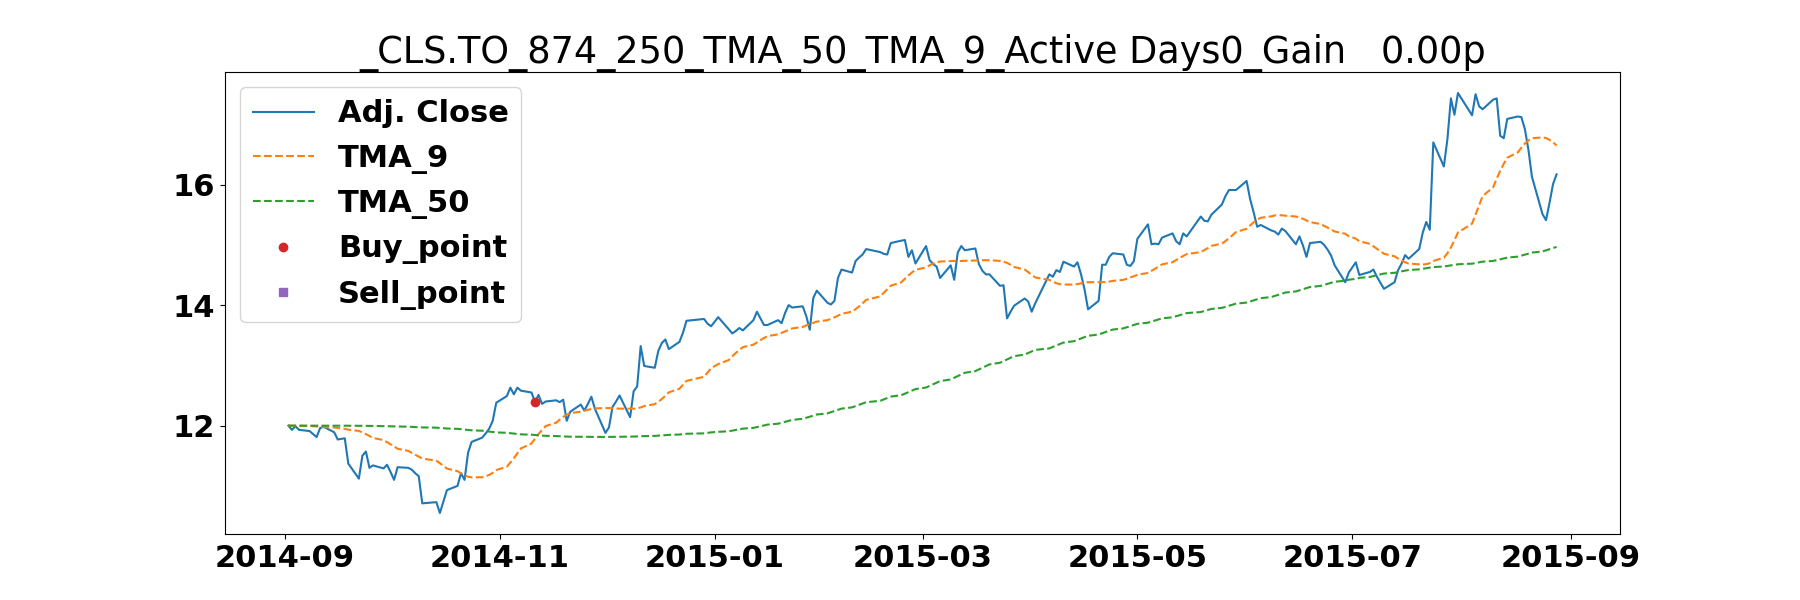 _CLS.TO_874_250_TMA_50_TMA_9_Active Days0_Gain   0.00p
Adj. Close
TMA_9
TMA_50
Buy_point
Sell_point
16
14
12
2014-09 2014-11 2015-01 2015-03 2015-05 2015-07 2015-09